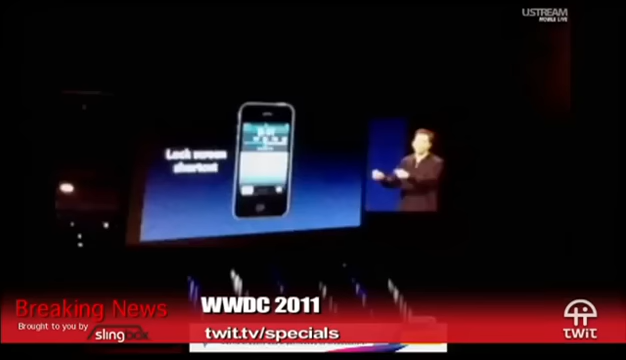 USTREAM
MOBILE LIVE
Lock screen
shortcut
Breaking News
WWDC 2011
Brought to you by slingbox
twit.tv/specials
TWiT